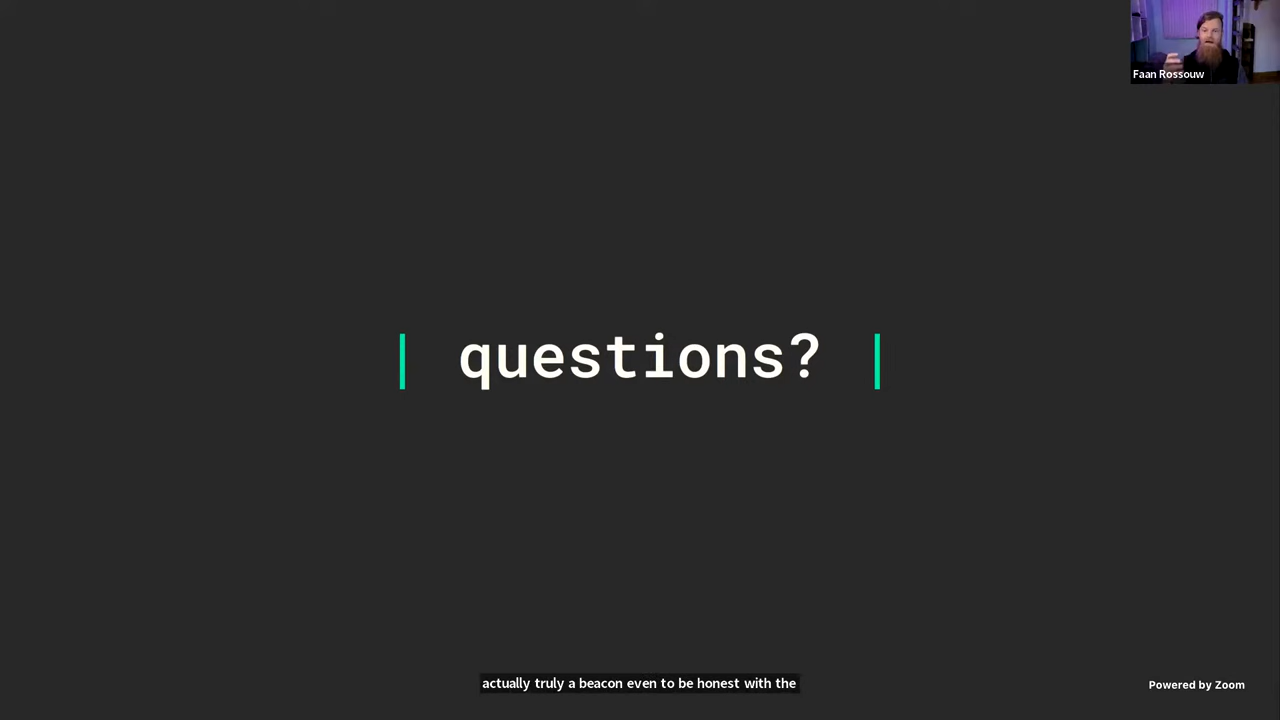 Faan Rossouw
| questions? |
actually truly a beacon even to be honest with the
Powered by Zoom